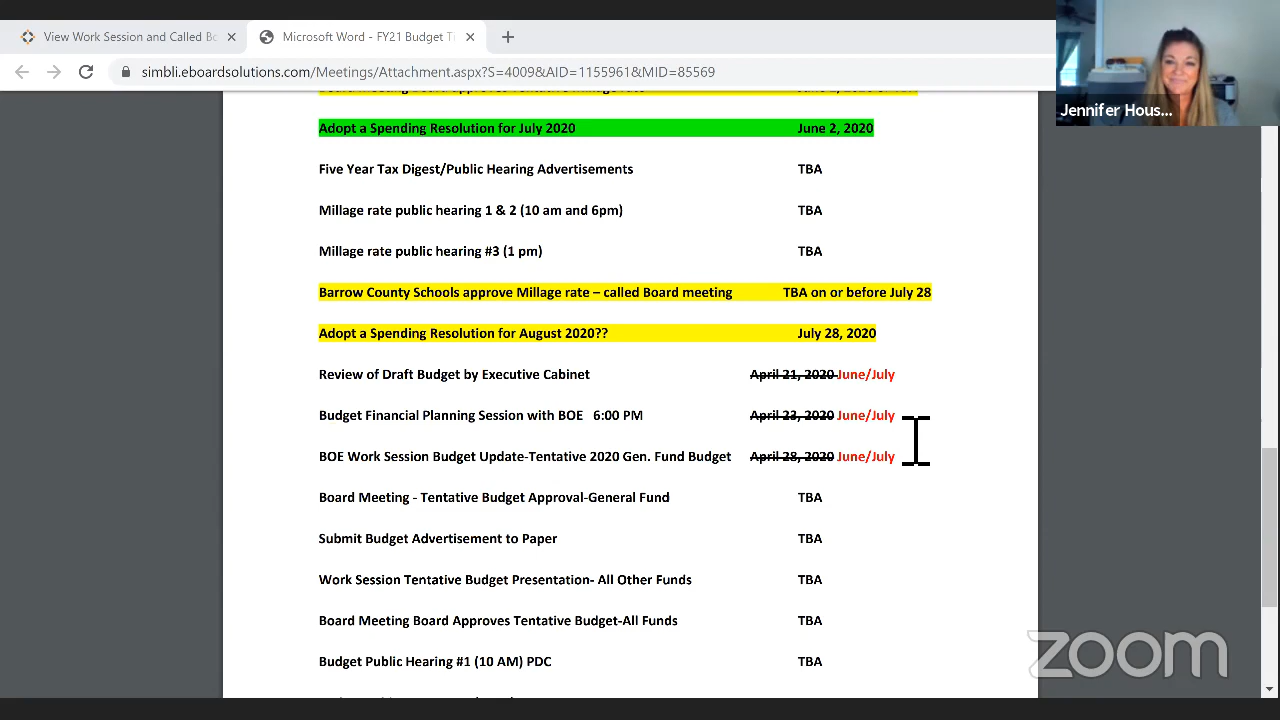 View Work Session and Called Bo
Microsoft Word - FY21 Budget Ti
simbli.eboardsolutions.com/Meetings/Attachment.aspx?S=4009&AID=1155961&MID=85569
Jennifer Hous...
Adopt a Spending Resolution for July 2020 June 2, 2020
Five Year Tax Digest/Public Hearing Advertisements TBA
Millage rate public hearing 1 & 2 (10 am and 6pm) TBA
Millage rate public hearing #3 (1 pm) TBA
Barrow County Schools approve Millage rate – called Board meeting TBA on or before July 28
Adopt a Spending Resolution for August 2020?? July 28, 2020
Review of Draft Budget by Executive Cabinet April 21, 2020 June/July
Budget Financial Planning Session with BOE 6:00 PM April 23, 2020 June/July
BOE Work Session Budget Update-Tentative 2020 Gen. Fund Budget April 28, 2020 June/July
Board Meeting - Tentative Budget Approval-General Fund TBA
Submit Budget Advertisement to Paper TBA
Work Session Tentative Budget Presentation- All Other Funds TBA
Board Meeting Board Approves Tentative Budget-All Funds TBA
Budget Public Hearing #1 (10 AM) PDC TBA
zoom